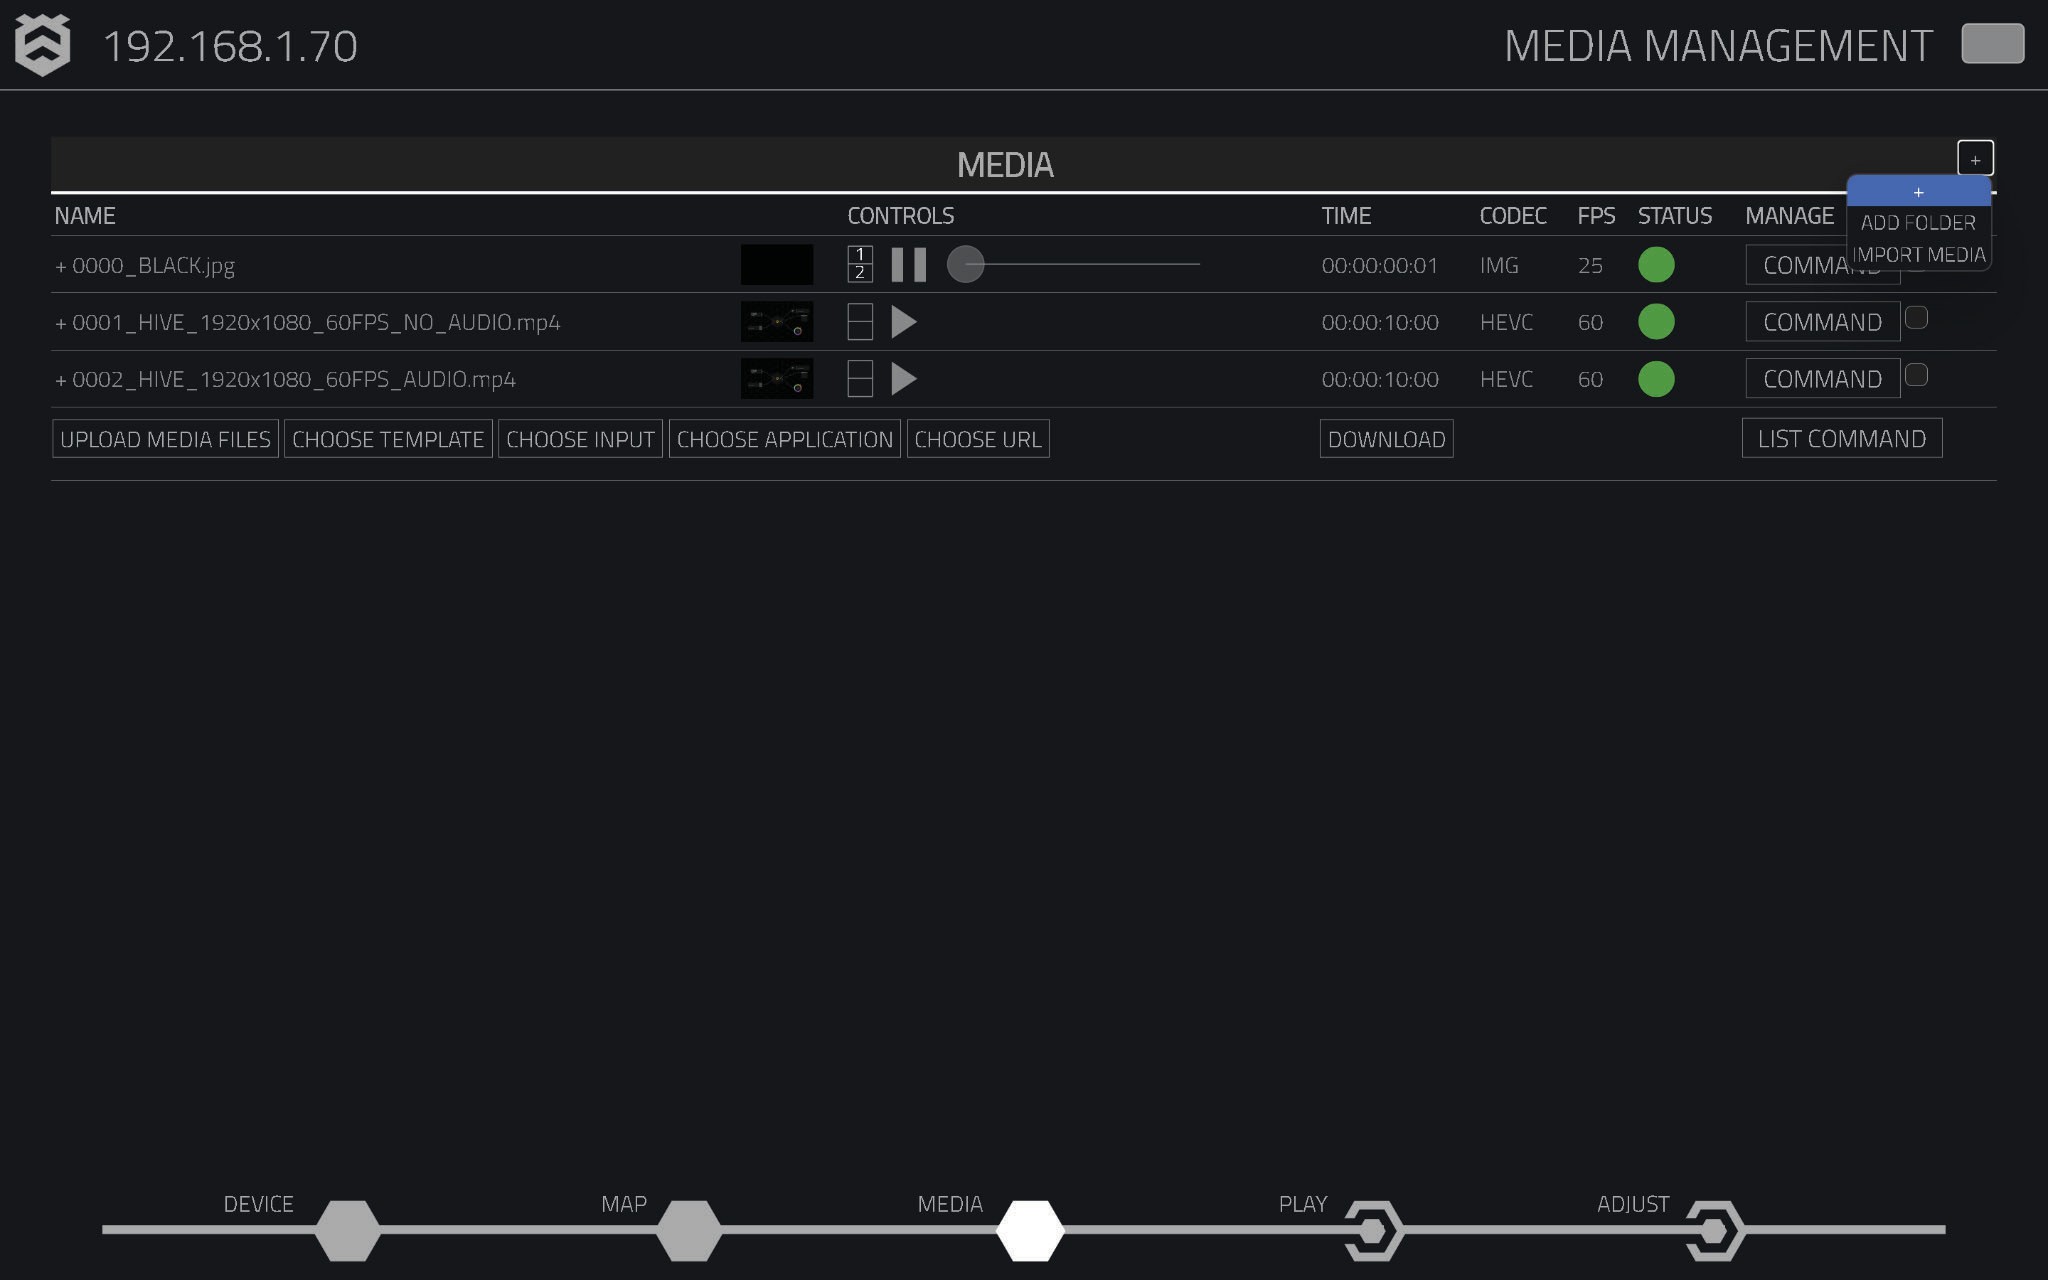 192.168.1.70 MEDIA MANAGEMENT
MEDIA +
+
NAME CONTROLS TIME CODEC FPS STATUS MANAGE ADD FOLDER
IMPORT MEDIA
+ 0000_BLACK.jpg 1 2 00:00:00:01 IMG 25 COMMAND
+ 0001_HIVE_1920x1080_60FPS_NO_AUDIO.mp4 00:00:10:00 HEVC 60 COMMAND
+ 0002_HIVE_1920x1080_60FPS_AUDIO.mp4 00:00:10:00 HEVC 60 COMMAND
UPLOAD MEDIA FILES CHOOSE TEMPLATE CHOOSE INPUT CHOOSE APPLICATION CHOOSE URL DOWNLOAD LIST COMMAND
DEVICE MAP MEDIA PLAY ADJUST